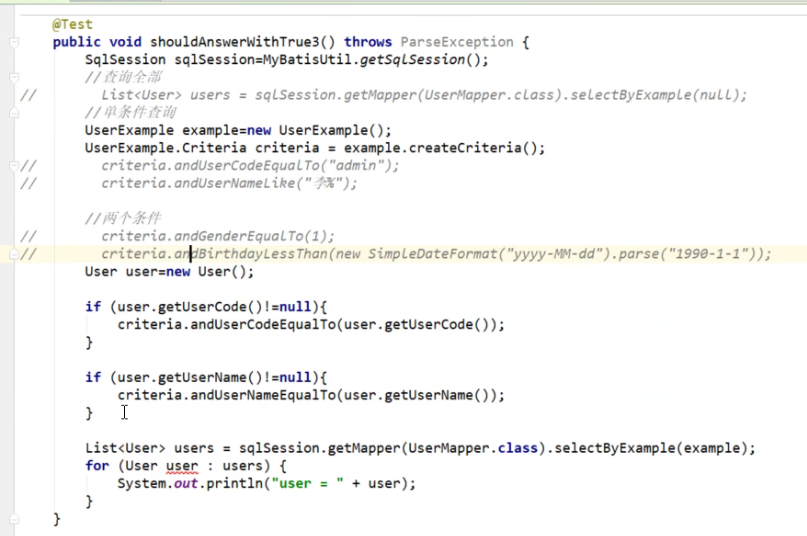 @Test
public void shouldAnswerWithTrue3() throws ParseException {
SqlSession sqlSession=MyBatisUtil.getSqlSession();
//查询全部
// List<User> users = sqlSession.getMapper(UserMapper.class).selectByExample(null);
//单条件查询
UserExample example=new UserExample();
UserExample.Criteria criteria = example.createCriteria();
// criteria.andUserCodeEqualTo("admin");
// criteria.andUserNameLike("李%");
//两个条件
// criteria.andGenderEqualTo(1);
// criteria.andBirthdayLessThan(new SimpleDateFormat("yyyy-MM-dd").parse("1990-1-1"));
User user=new User();
if (user.getUserCode()!=null){
criteria.andUserCodeEqualTo(user.getUserCode());
}
if (user.getUserName()!=null){
criteria.andUserNameEqualTo(user.getUserName());
}
List<User> users = sqlSession.getMapper(UserMapper.class).selectByExample(example);
for (User user : users) {
System.out.println("user = " + user);
}
}